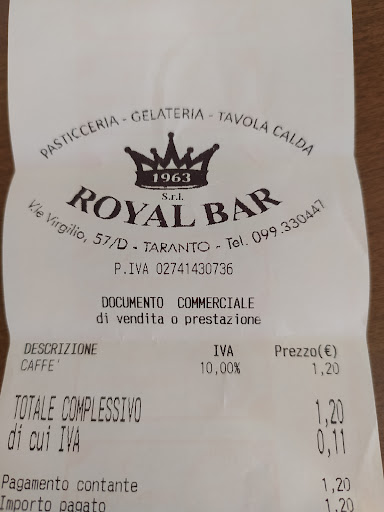 PASTICCERIA - GELATERIA - TAVOLA CALDA
1963
S.r.l.
ROYAL BAR
V.le Virgilio, 57/D - TARANTO - Tel. 099.330447
P.IVA 02741430736
DOCUMENTO COMMERCIALE
di vendita o prestazione
DESCRIZIONE IVA Prezzo(€)
CAFFE' 10,00% 1,20
TOTALE COMPLESSIVO 1,20
di cui IVA 0,11
Pagamento contante 1,20
Importo pagato 1,20